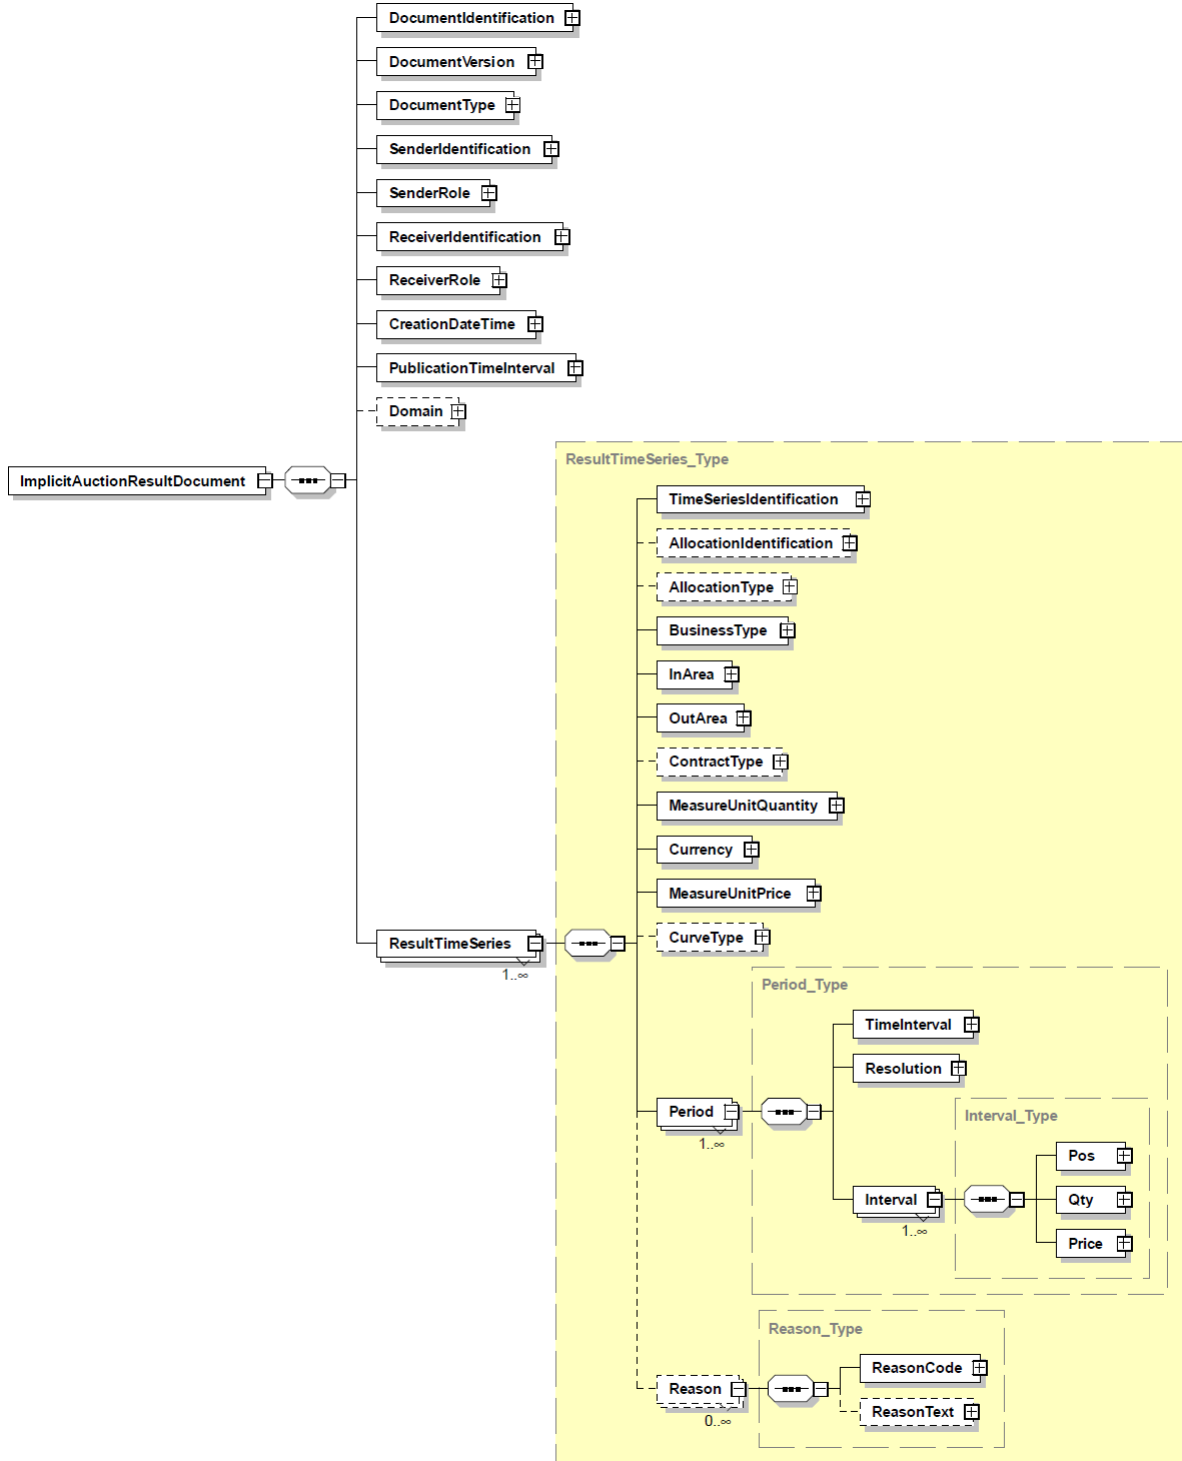 DocumentIdentification
DocumentVersion
DocumentType
SenderIdentification
SenderRole
ReceiverIdentification
ReceiverRole
CreationDateTime
PublicationTimeInterval
Domain
ImplicitAuctionResultDocument
ResultTimeSeries_Type
TimeSeriesIdentification
AllocationIdentification
AllocationType
BusinessType
InArea
OutArea
ContractType
MeasureUnitQuantity
Currency
MeasureUnitPrice
CurveType
ResultTimeSeries
1..∞
Period_Type
TimeInterval
Resolution
Period
1..∞
Interval_Type
Pos
Interval
Qty
1..∞
Price
Reason_Type
ReasonCode
Reason
ReasonText
0..∞